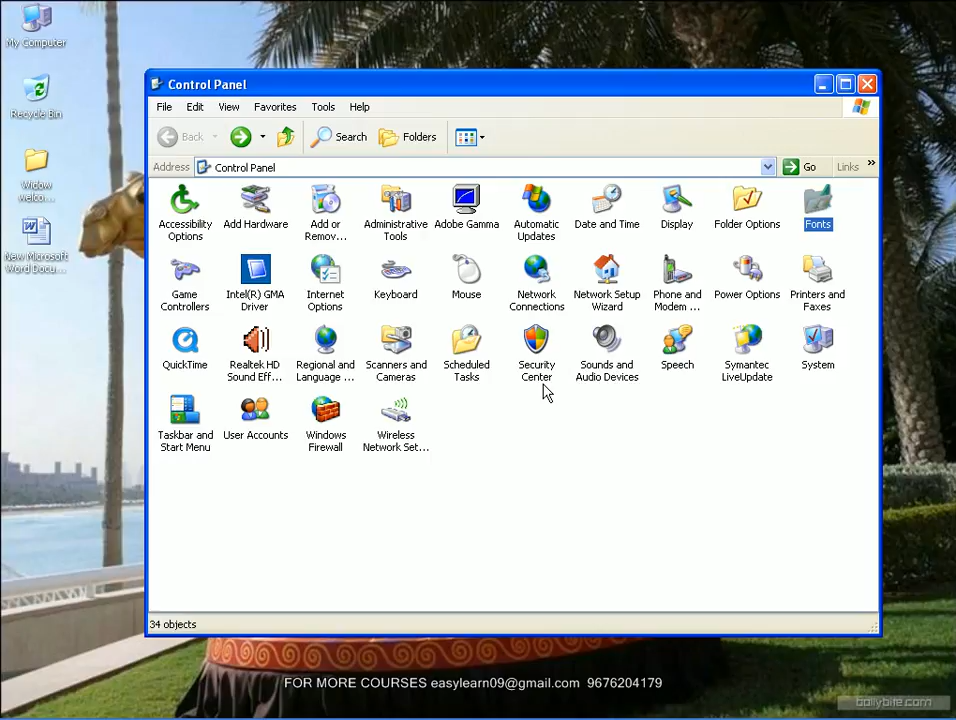 My Computer
Recycle Bin
Widow
welco...
New Microsoft
Word Docu...
Control Panel
File Edit View Favorites Tools Help
Back Search Folders
Address Control Panel Go Links »
Accessibility
Options
Add Hardware
Add or
Remov...
Administrative
Tools
Adobe Gamma
Automatic
Updates
Date and Time
Display
Folder Options
Fonts
Game
Controllers
Intel(R) GMA
Driver
Internet
Options
Keyboard
Mouse
Network
Connections
Network Setup
Wizard
Phone and
Modem ...
Power Options
Printers and
Faxes
QuickTime
Realtek HD
Sound Eff...
Regional and
Language ...
Scanners and
Cameras
Scheduled
Tasks
Security
Center
Sounds and
Audio Devices
Speech
Symantec
LiveUpdate
System
Taskbar and
Start Menu
User Accounts
Windows
Firewall
Wireless
Network Set...
34 objects
FOR MORE COURSES easylearn09@gmail.com 9676204179
bollybite.com